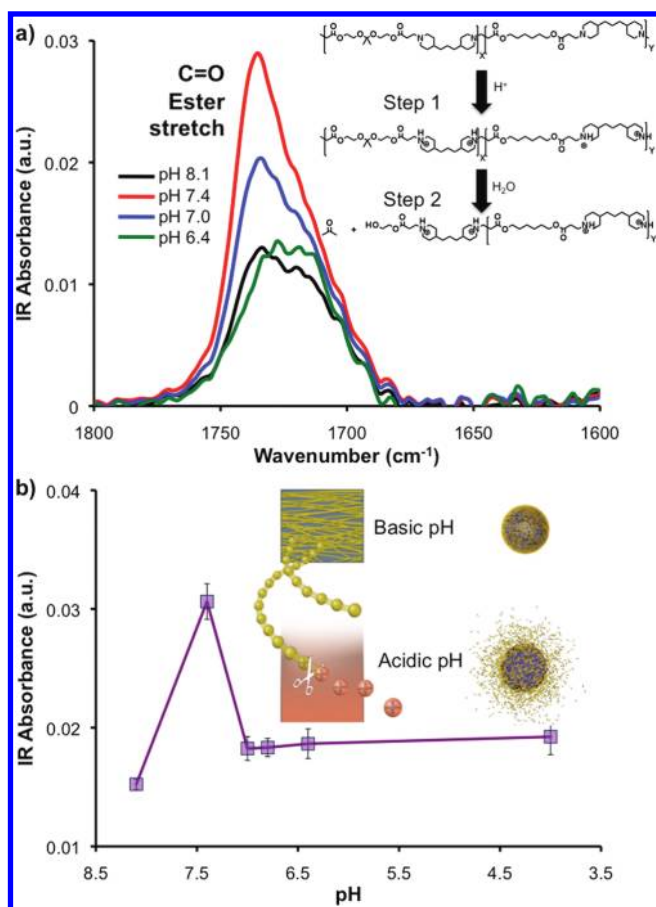 a)
0.03
0.02
0.01
0
IR Absorbance (a.u.)
C=O
Ester
stretch
pH 8.1
pH 7.4
pH 7.0
pH 6.4
Step 1
H⁺
Step 2
H₂O
1800
1750
1700
1650
1600
Wavenumber (cm⁻¹)
b)
0.04
0.03
0.02
0.01
IR Absorbance (a.u.)
Basic pH
Acidic pH
8.5
7.5
6.5
5.5
4.5
3.5
pH